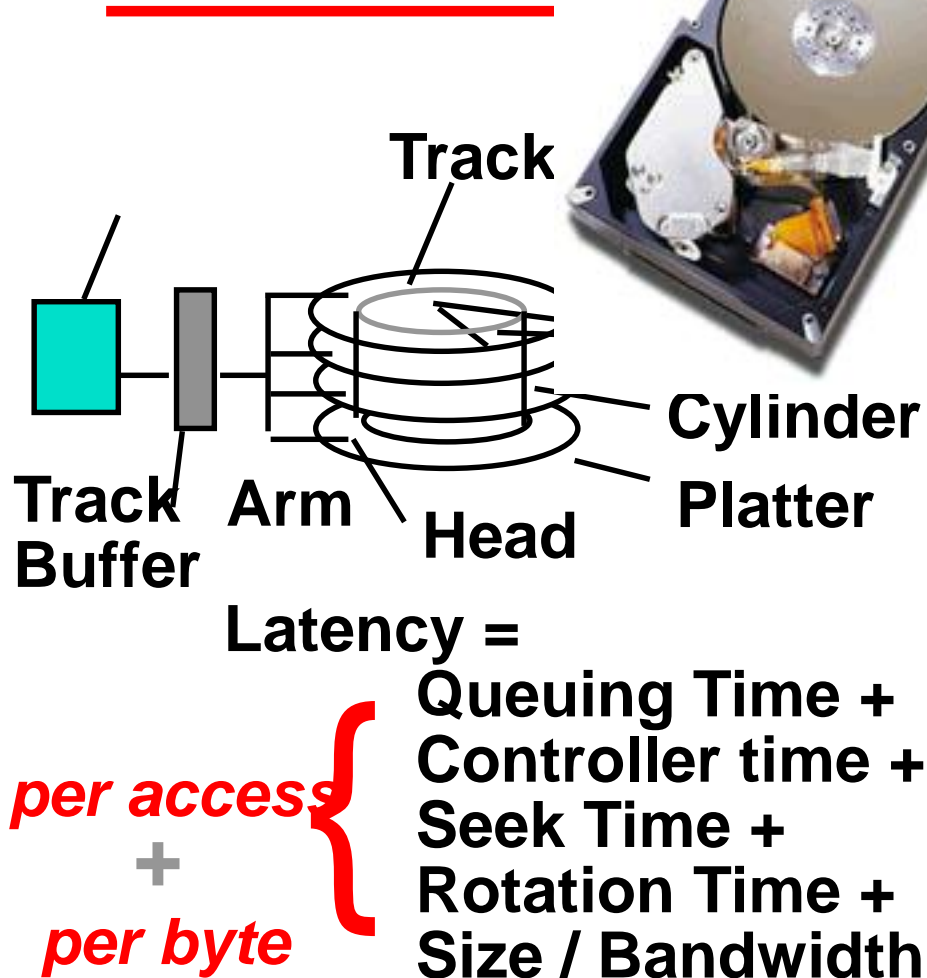 Track
Cylinder
Platter
Track
Buffer
Arm
Head
Latency =
Queuing Time +
Controller time +
Seek Time +
Rotation Time +
Size / Bandwidth
per access
+
per byte